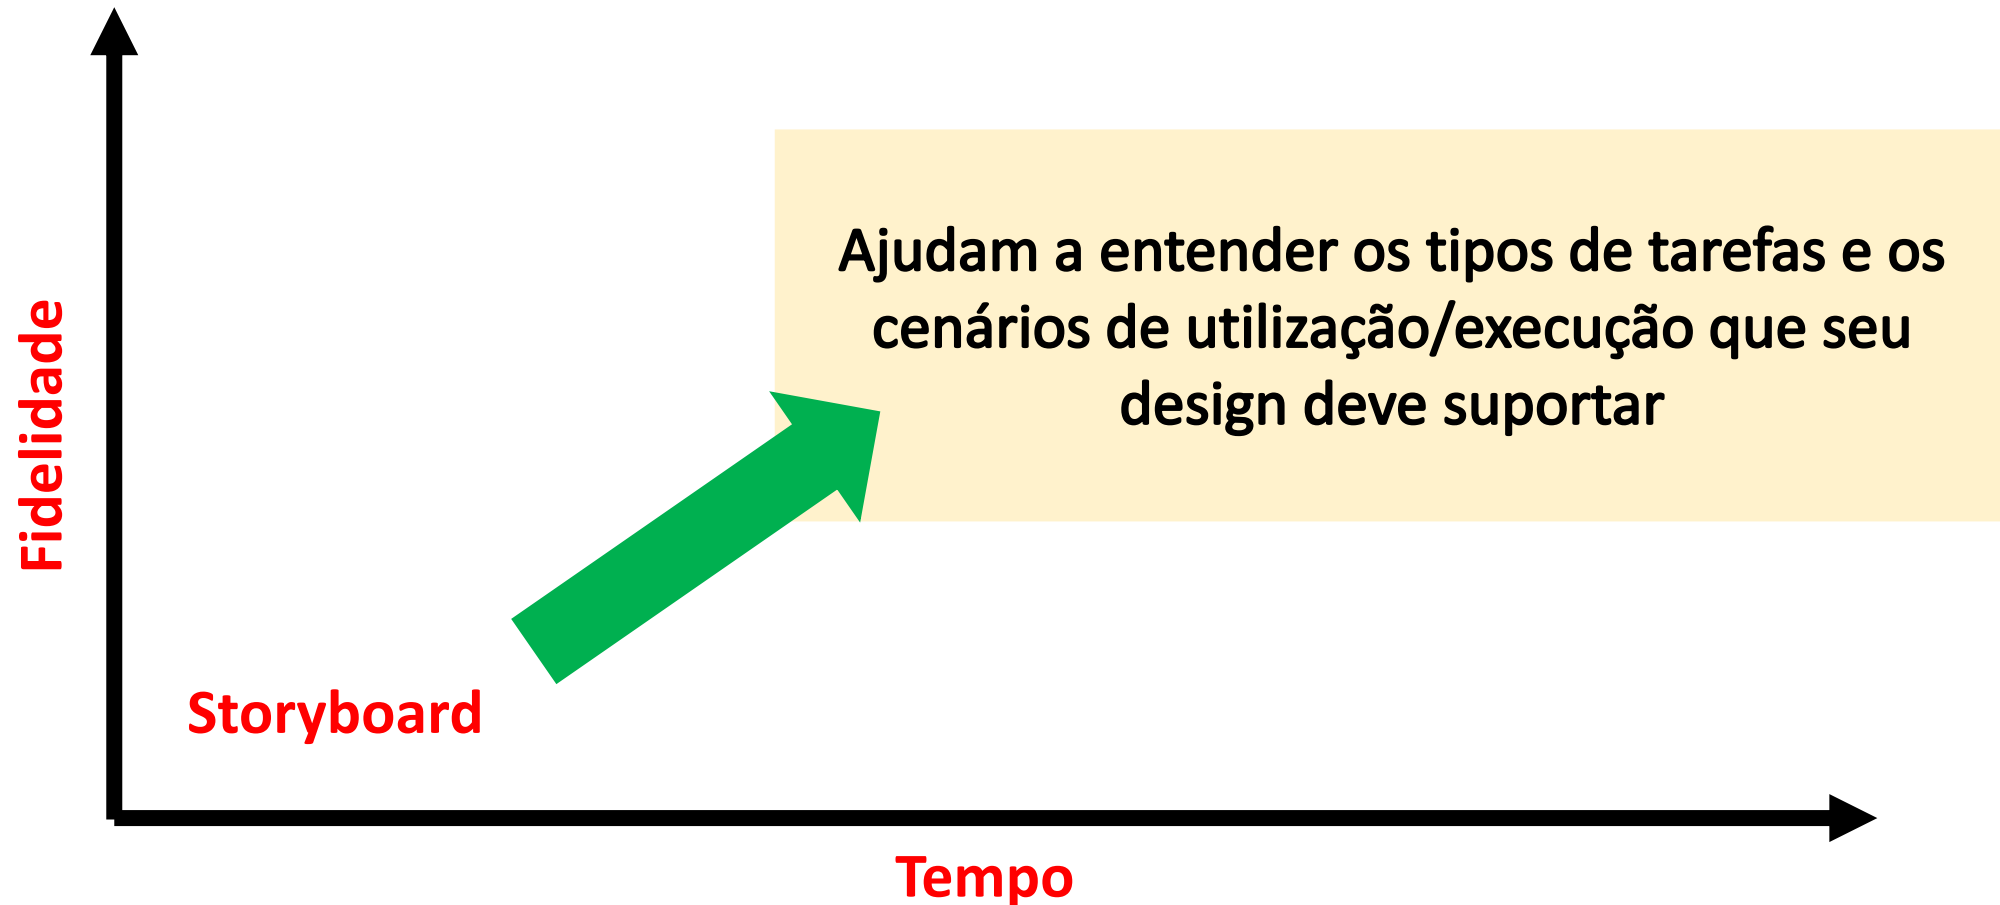 Fidelidade
Ajudam a entender os tipos de tarefas e os
cenários de utilização/execução que seu
design deve suportar
Storyboard
Tempo